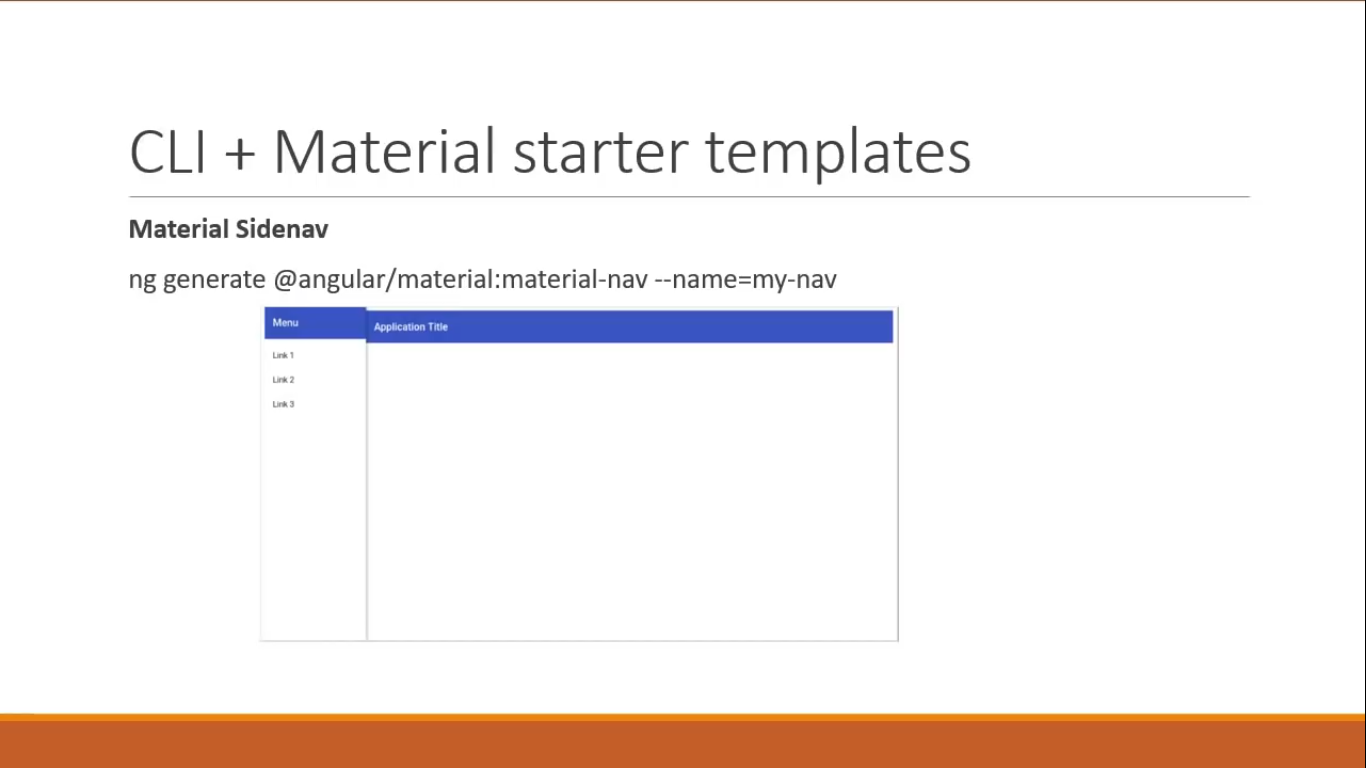 CLI + Material starter templates
Material Sidenav
ng generate @angular/material:material-nav --name=my-nav
Menu
Application Title
Link 1
Link 2
Link 3